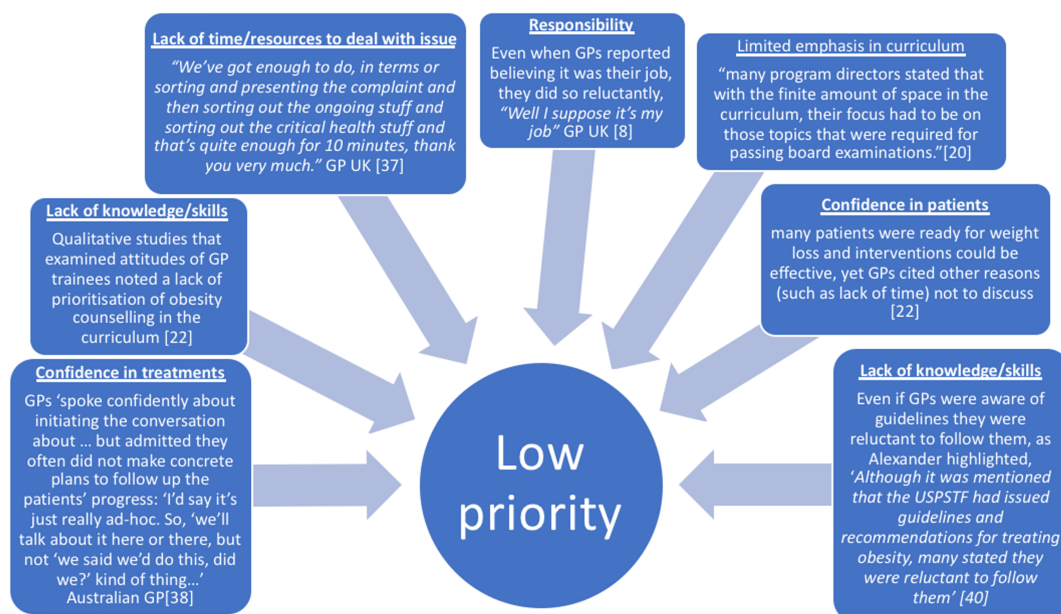 Lack of time/resources to deal with issue
“We’ve got enough to do, in terms or
sorting and presenting the complaint and
then sorting out the ongoing stuff and
sorting out the critical health stuff and
that’s quite enough for 10 minutes, thank
you very much.” GP UK [37]
Responsibility
Even when GPs reported
believing it was their job,
they did so reluctantly,
“Well I suppose it’s my
job” GP UK [8]
Limited emphasis in curriculum
“many program directors stated that
with the finite amount of space in the
curriculum, their focus had to be on
those topics that were required for
passing board examinations.”[20]
Lack of knowledge/skills
Qualitative studies that
examined attitudes of GP
trainees noted a lack of
prioritisation of obesity
counselling in the
curriculum [22]
Confidence in patients
many patients were ready for weight
loss and interventions could be
effective, yet GPs cited other reasons
(such as lack of time) not to discuss
[22]
Confidence in treatments
GPs ‘spoke confidently about
initiating the conversation
about … but admitted they
often did not make concrete
plans to follow up the
patients’ progress: ‘I’d say it’s
just really ad-hoc. So, ‘we’ll
talk about it here or there, but
not ‘we said we’d do this, did
we?’ kind of thing…’
Australian GP[38]
Lack of knowledge/skills
Even if GPs were aware of
guidelines they were
reluctant to follow them, as
Alexander highlighted,
‘Although it was mentioned
that the USPSTF had issued
guidelines and
recommendations for treating
obesity, many stated they
were reluctant to follow
them’ [40]
Low
priority